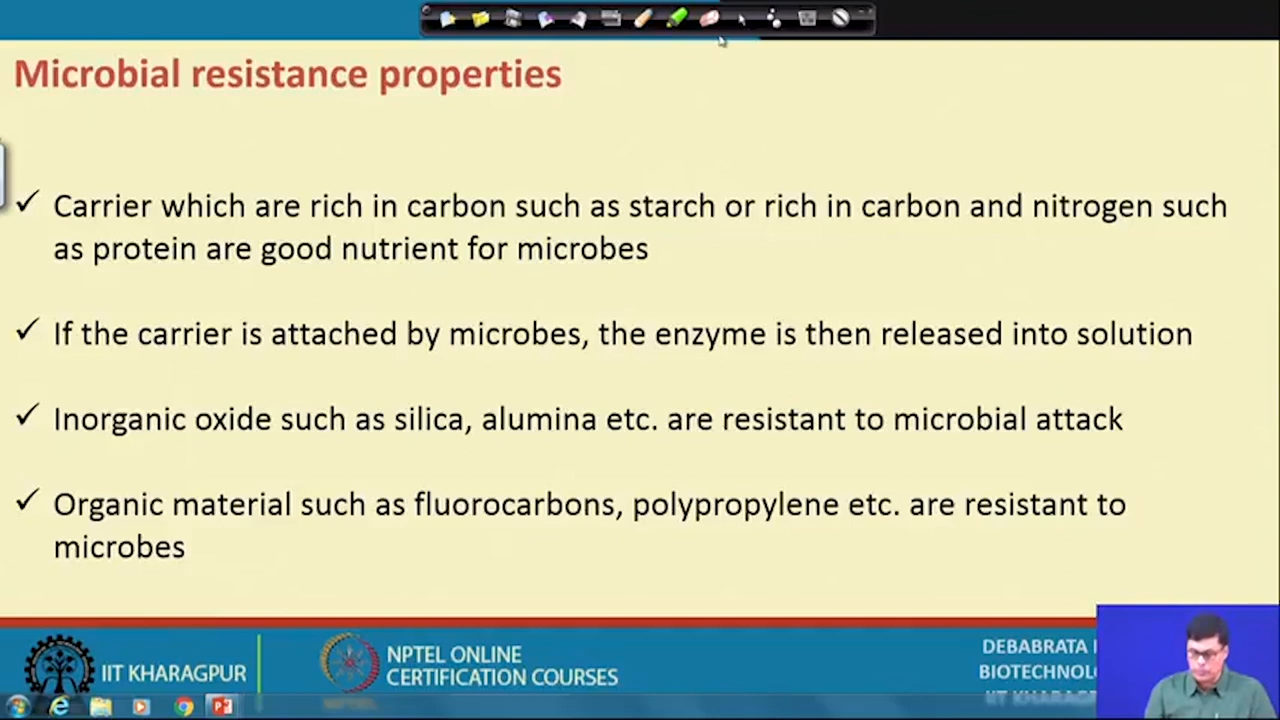 Microbial resistance properties
✓ Carrier which are rich in carbon such as starch or rich in carbon and nitrogen such
as protein are good nutrient for microbes
✓ If the carrier is attached by microbes, the enzyme is then released into solution
✓ Inorganic oxide such as silica, alumina etc. are resistant to microbial attack
✓ Organic material such as fluorocarbons, polypropylene etc. are resistant to
microbes
IIT KHARAGPUR
NPTEL ONLINE
CERTIFICATION COURSES
DEBABRATA
BIOTECHNOLO
IIT KHARAGP